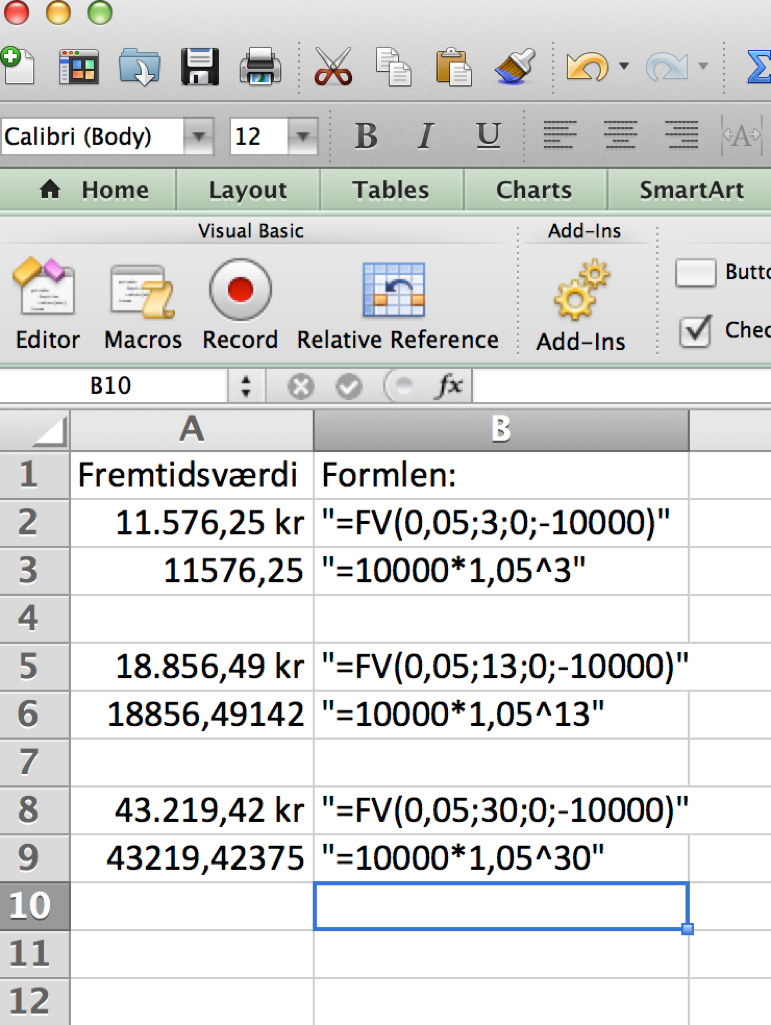 Calibri (Body) 12 B I U A
Home Layout Tables Charts SmartArt
Visual Basic Add-Ins
Editor Macros Record Relative Reference Add-Ins
B10 fx
A B
1 Fremtidsværdi Formlen:
2 11.576,25 kr "=FV(0,05;3;0;-10000)"
3 11576,25 "=10000*1,05^3"
4
5 18.856,49 kr "=FV(0,05;13;0;-10000)"
6 18856,49142 "=10000*1,05^13"
7
8 43.219,42 kr "=FV(0,05;30;0;-10000)"
9 43219,42375 "=10000*1,05^30"
10
11
12